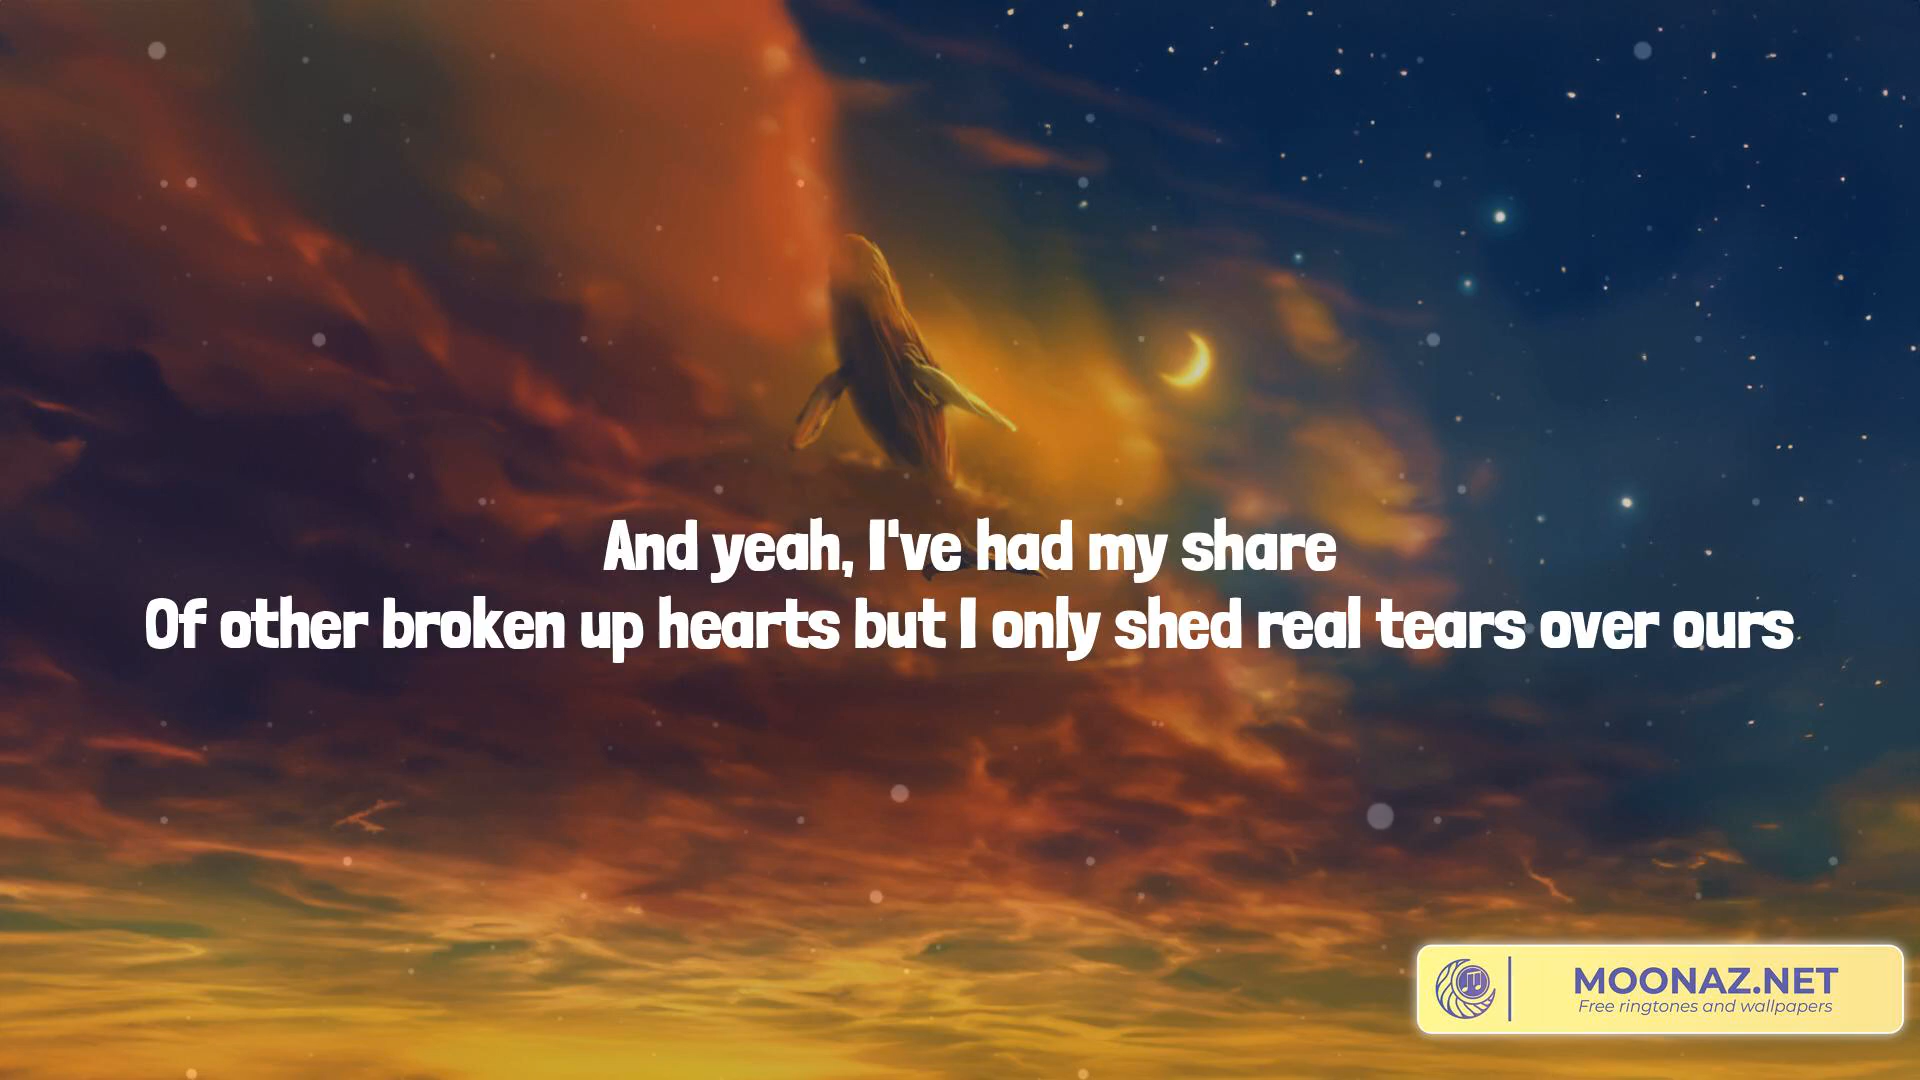 And yeah, I've had my share
Of other broken up hearts but I only shed real tears over ours
MOONAZ.NET
Free ringtones and wallpapers